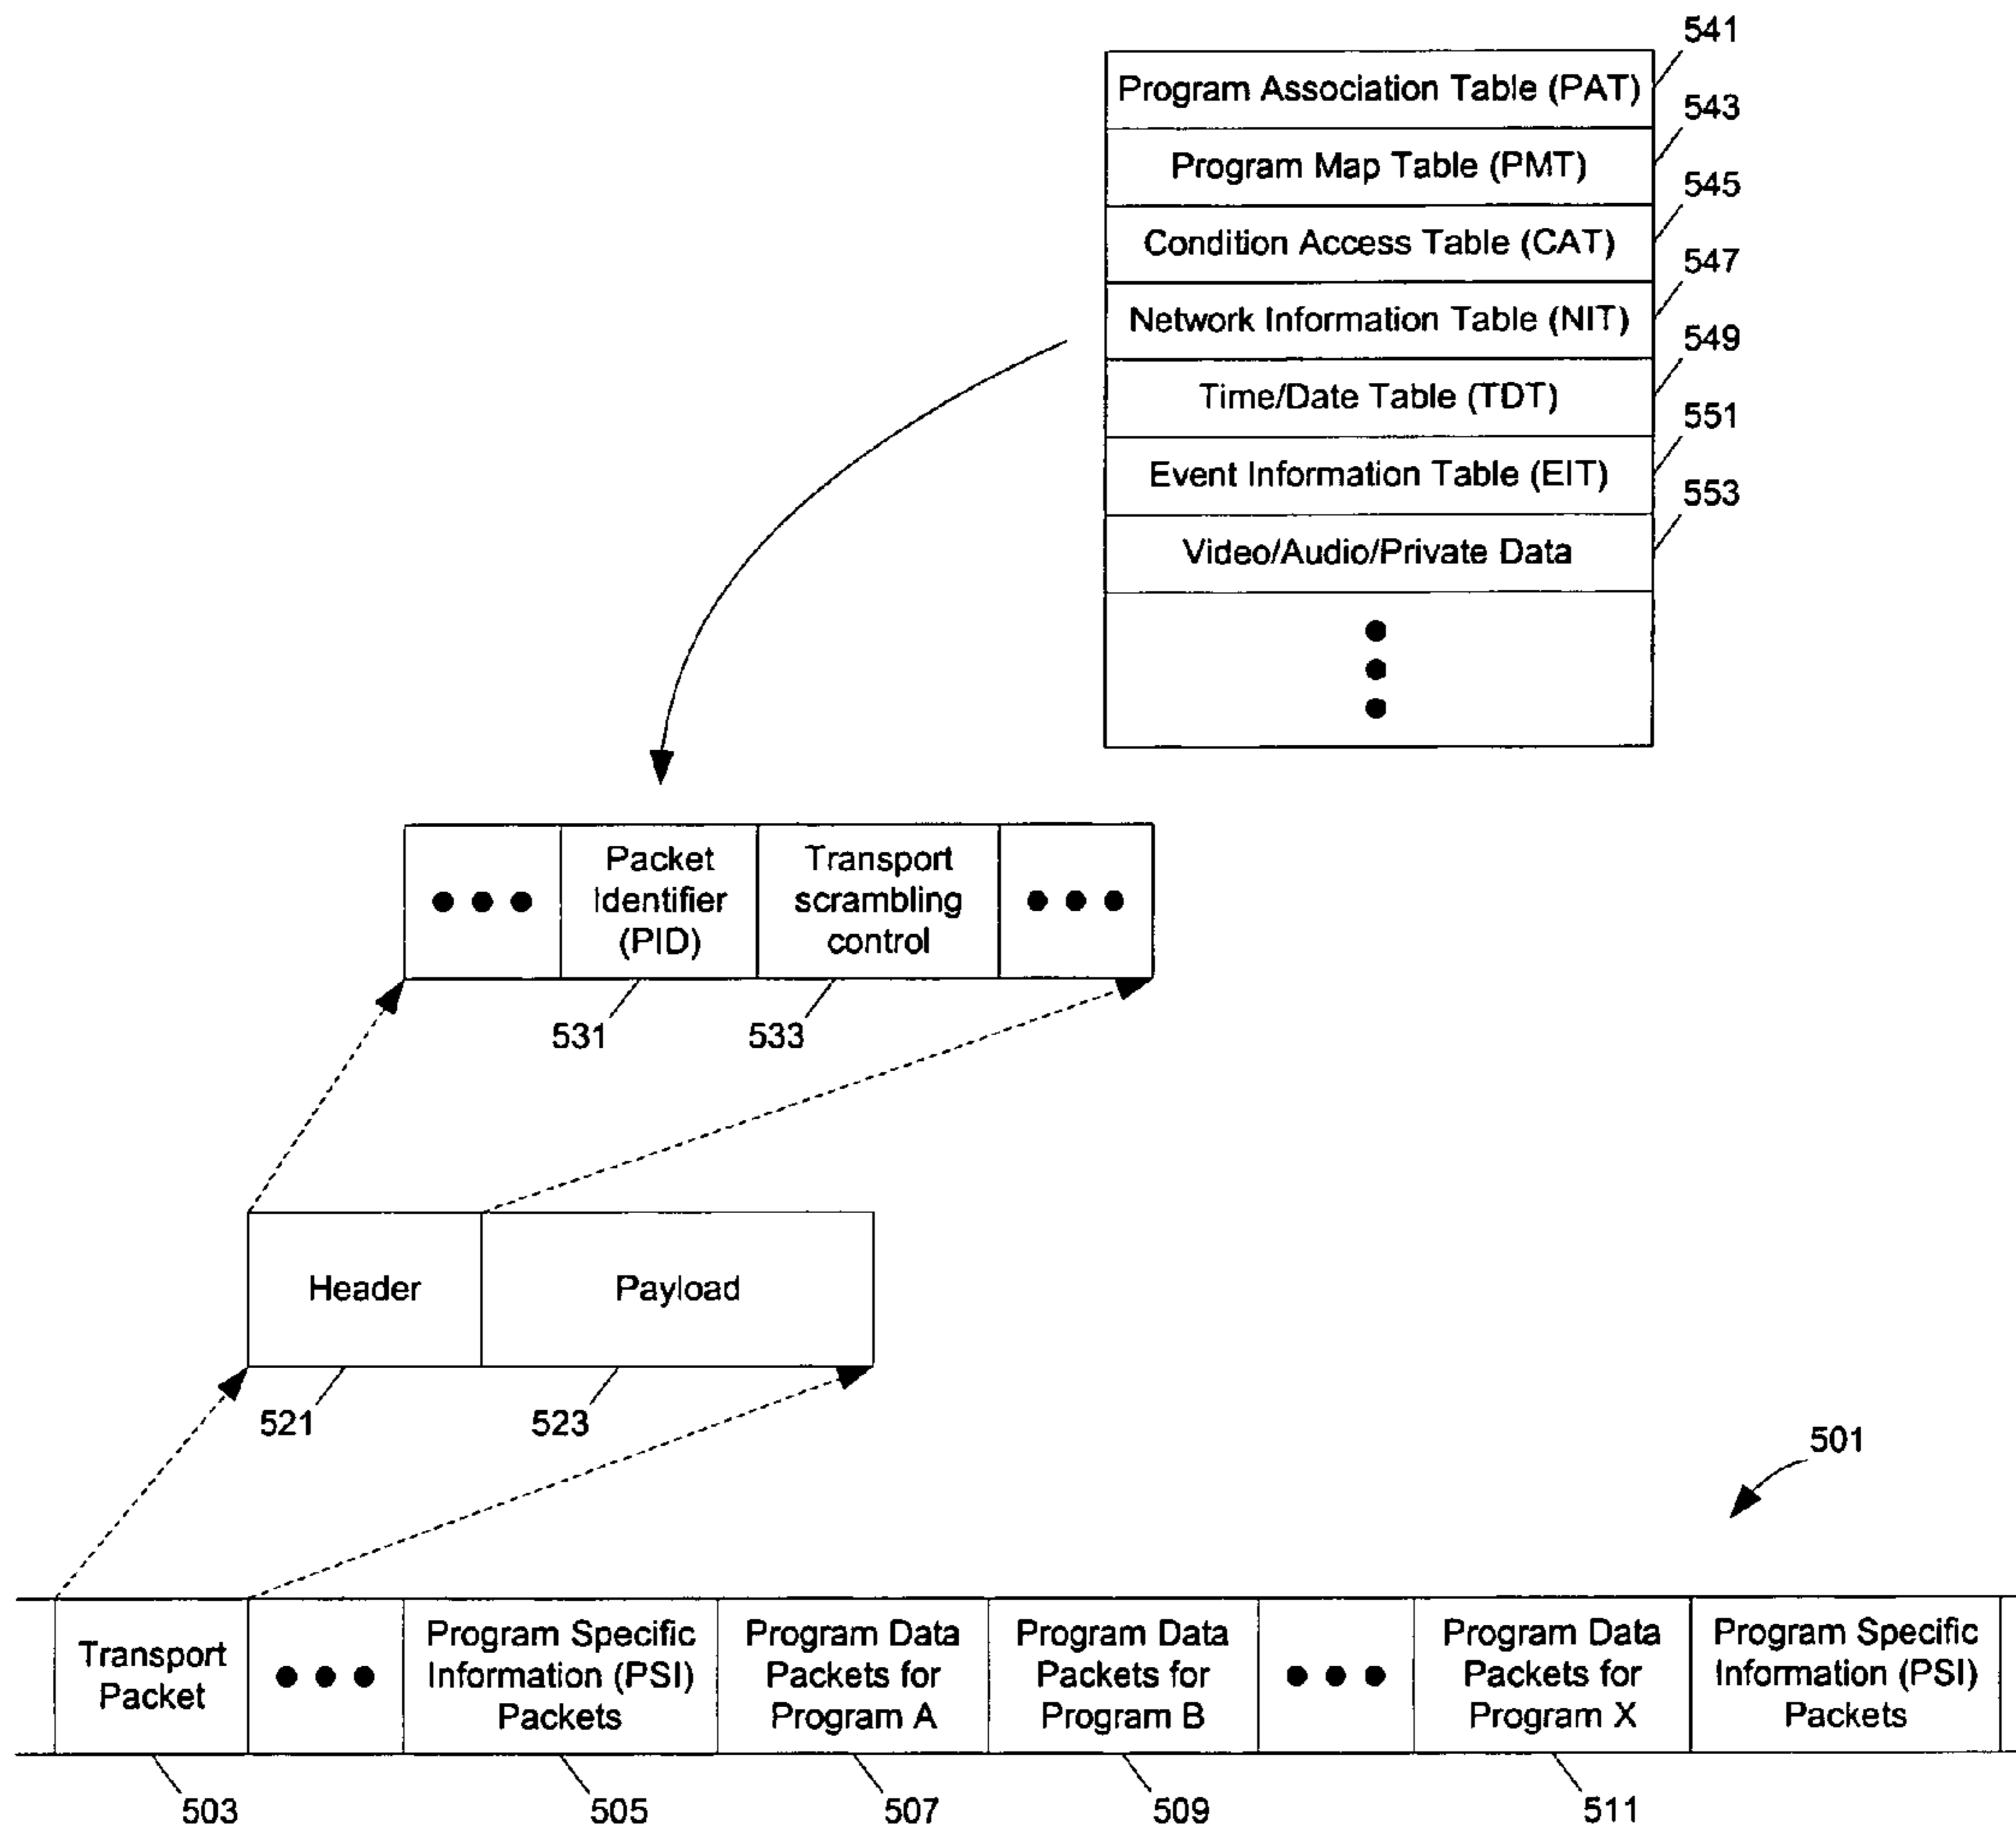 541
Program Association Table (PAT)
543
Program Map Table (PMT)
545
Condition Access Table (CAT)
547
Network Information Table (NIT)
549
Time/Date Table (TDT)
551
Event Information Table (EIT)
553
Video/Audio/Private Data
Packet
Identifier
(PID)
Transport
scrambling
control
531
533
Header
Payload
521
523
501
Transport
Packet
Program Specific
Information (PSI)
Packets
Program Data
Packets for
Program A
Program Data
Packets for
Program B
Program Data
Packets for
Program X
Program Specific
Information (PSI)
Packets
503
505
507
509
511